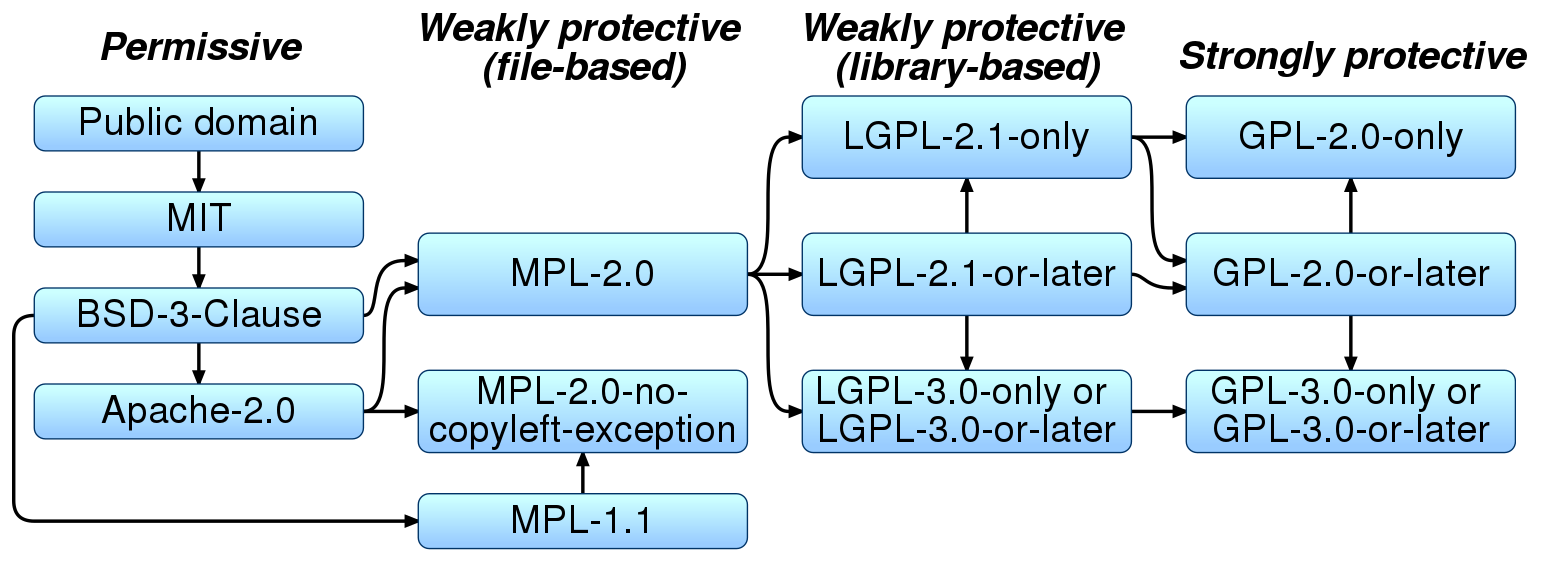 Permissive
Weakly protective
(file-based)
Weakly protective
(library-based)
Strongly protective
Public domain
MIT
BSD-3-Clause
Apache-2.0
MPL-2.0
MPL-2.0-no-
copyleft-exception
MPL-1.1
LGPL-2.1-only
LGPL-2.1-or-later
LGPL-3.0-only or
LGPL-3.0-or-later
GPL-2.0-only
GPL-2.0-or-later
GPL-3.0-only or
GPL-3.0-or-later